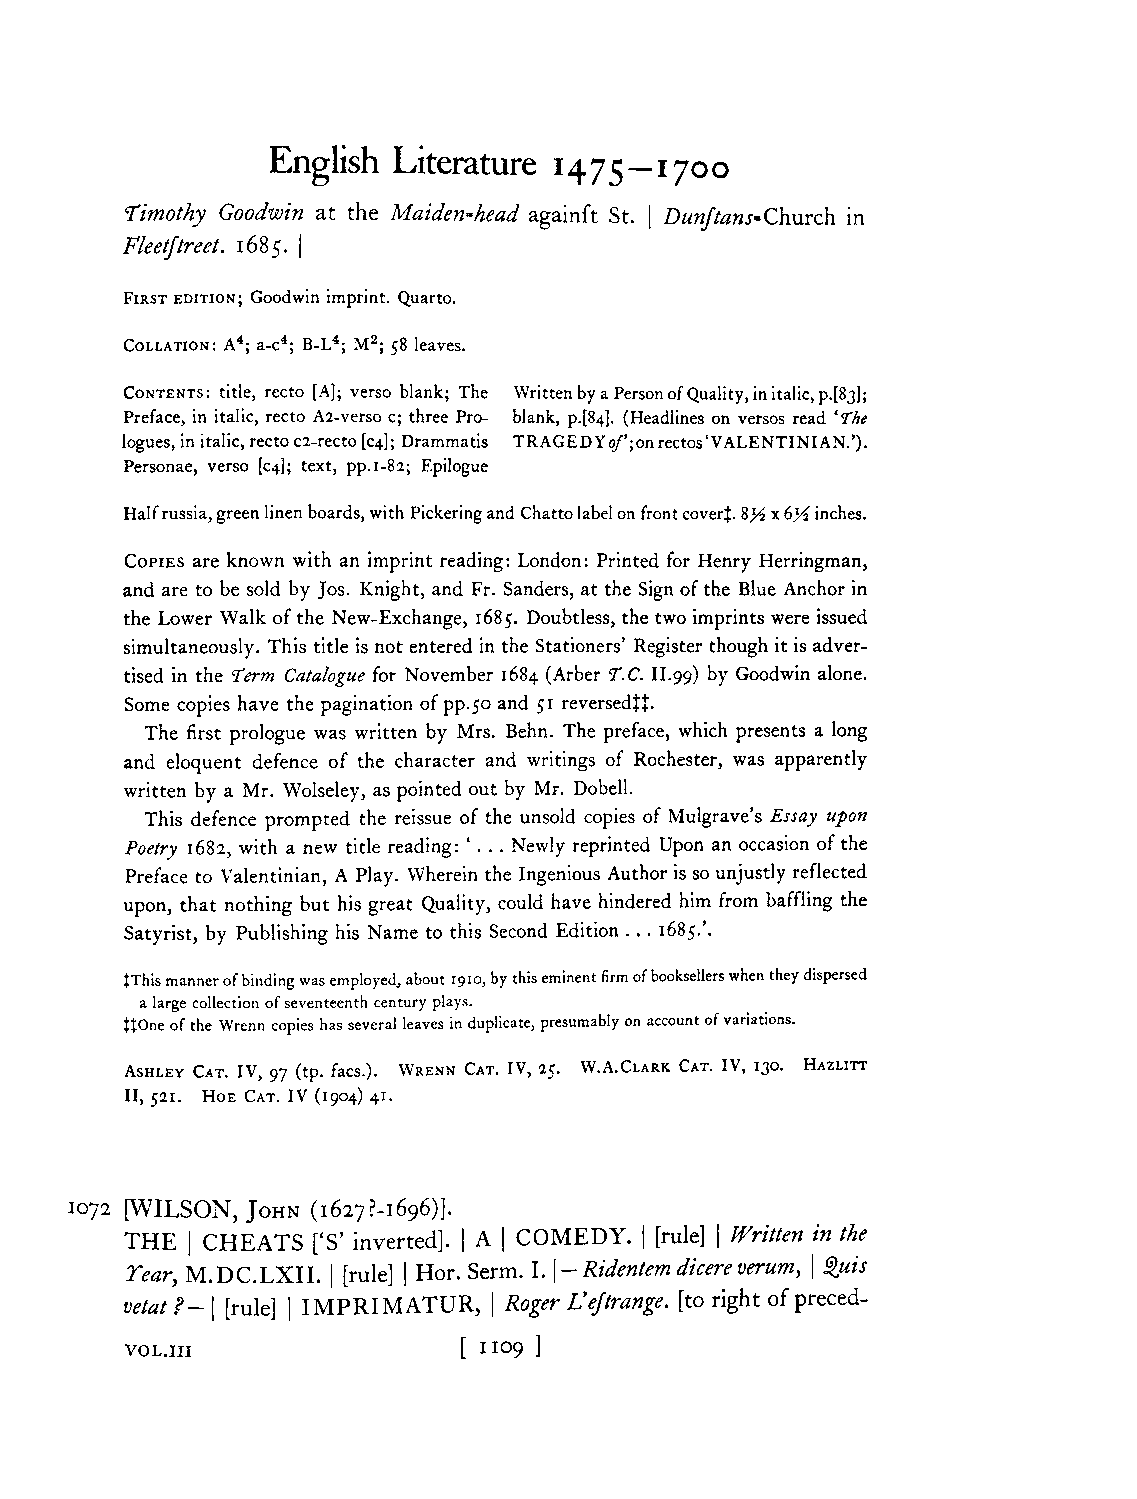 English Literature 1475—1700
Timothy Goodwin at the Maiden-head againſt St. | Dunſtans-Church in
Fleetſtreet. 1685. |
First edition; Goodwin imprint. Quarto.
Collation: A⁴; a-c⁴; B-L⁴; M²; 58 leaves.
Contents: title, recto [A]; verso blank; The
Preface, in italic, recto A2-verso c; three Pro-
logues, in italic, recto c2-recto [c4]; Drammatis
Personae, verso [c4]; text, pp.1-82; Epilogue
Written by a Person of Quality, in italic, p.[83];
blank, p.[84]. (Headlines on versos read ‘The
TRAGEDY of’; on rectos ‘VALENTINIAN.’).
Half russia, green linen boards, with Pickering and Chatto label on front cover‡. 8½ x 6½ inches.
Copies are known with an imprint reading: London: Printed for Henry Herringman,
and are to be sold by Jos. Knight, and Fr. Sanders, at the Sign of the Blue Anchor in
the Lower Walk of the New-Exchange, 1685. Doubtless, the two imprints were issued
simultaneously. This title is not entered in the Stationers’ Register though it is adver-
tised in the Term Catalogue for November 1684 (Arber T.C. II.99) by Goodwin alone.
Some copies have the pagination of pp.50 and 51 reversed‡‡.
The first prologue was written by Mrs. Behn. The preface, which presents a long
and eloquent defence of the character and writings of Rochester, was apparently
written by a Mr. Wolseley, as pointed out by Mr. Dobell.
This defence prompted the reissue of the unsold copies of Mulgrave’s Essay upon
Poetry 1682, with a new title reading: ‘ . . . Newly reprinted Upon an occasion of the
Preface to Valentinian, A Play. Wherein the Ingenious Author is so unjustly reflected
upon, that nothing but his great Quality, could have hindered him from baffling the
Satyrist, by Publishing his Name to this Second Edition . . . 1685.’.
‡This manner of binding was employed, about 1910, by this eminent firm of booksellers when they dispersed
a large collection of seventeenth century plays.
‡‡One of the Wrenn copies has several leaves in duplicate, presumably on account of variations.
Ashley Cat. IV, 97 (tp. facs.). Wrenn Cat. IV, 25. W.A.Clark Cat. IV, 130. Hazlitt
II, 521. Hoe Cat. IV (1904) 41.
1072 [WILSON, John (1627?-1696)].
THE | CHEATS [‘S’ inverted]. | A | COMEDY. | [rule] | Written in the
Year, M.DC.LXII. | [rule] | Hor. Serm. I. |— Ridentem dicere verum, | Quis
vetat ?— | [rule] | IMPRIMATUR, | Roger L’eſtrange. [to right of preced-
VOL.III [ 1109 ]